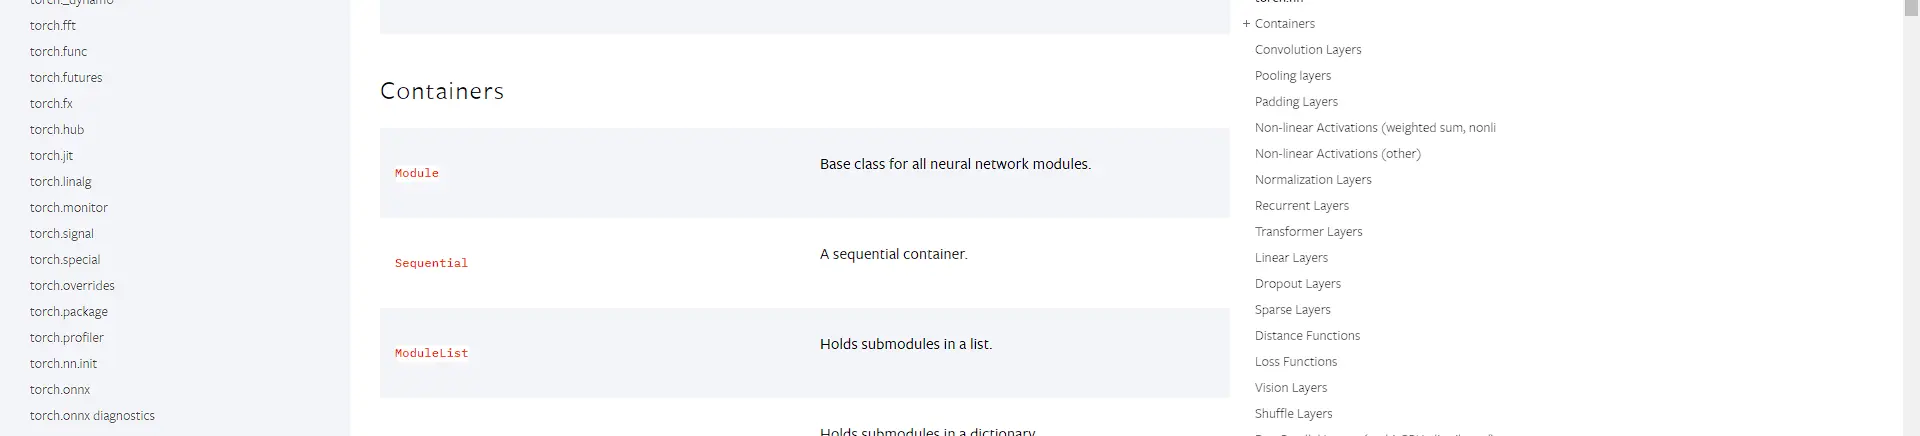 torch._dynamo
torch.fft
torch.func
torch.futures
torch.fx
torch.hub
torch.jit
torch.linalg
torch.monitor
torch.signal
torch.special
torch.overrides
torch.package
torch.profiler
torch.nn.init
torch.onnx
torch.onnx diagnostics
Containers
Module
Base class for all neural network modules.
Sequential
A sequential container.
ModuleList
Holds submodules in a list.
Holds submodules in a dictionary.
torch.nn
+ Containers
Convolution Layers
Pooling layers
Padding Layers
Non-linear Activations (weighted sum, nonli
Non-linear Activations (other)
Normalization Layers
Recurrent Layers
Transformer Layers
Linear Layers
Dropout Layers
Sparse Layers
Distance Functions
Loss Functions
Vision Layers
Shuffle Layers